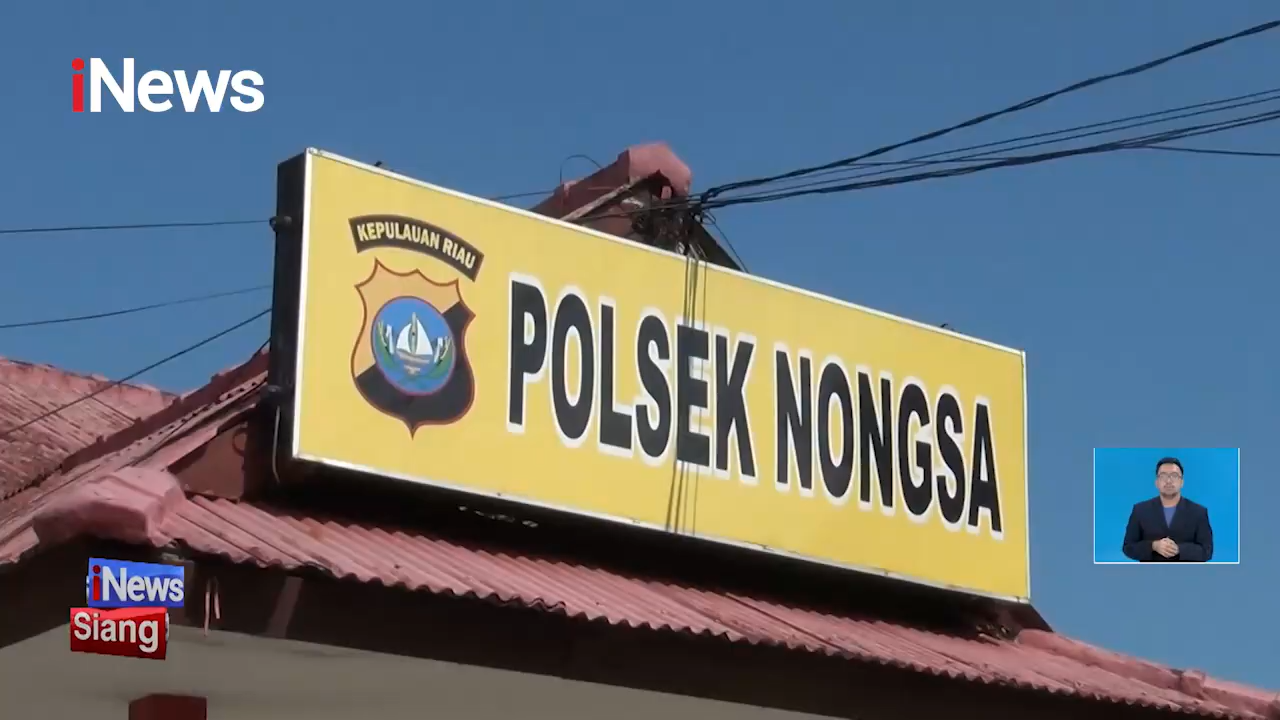 iNews
KEPULAUAN RIAU
POLSEK NONGSA
iNews
Siang